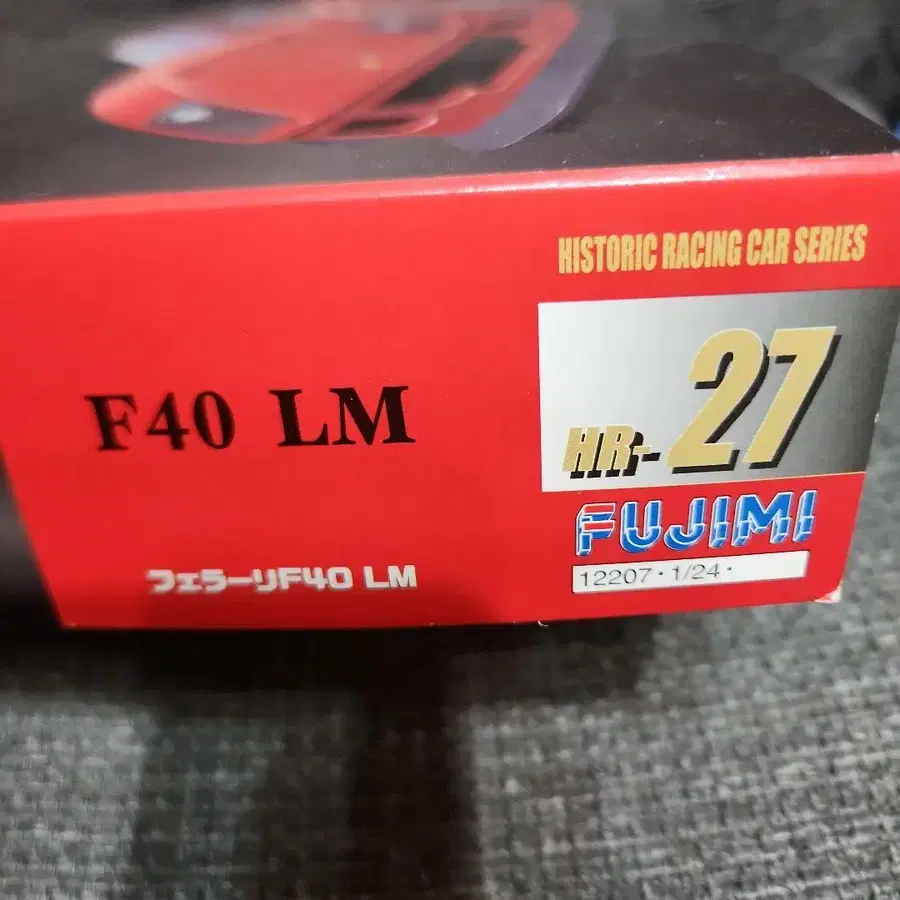 HISTORIC RACING CAR SERIES
HR-27
F40 LM
FUJIMI
フェラーリF40 LM
12207・1/24・